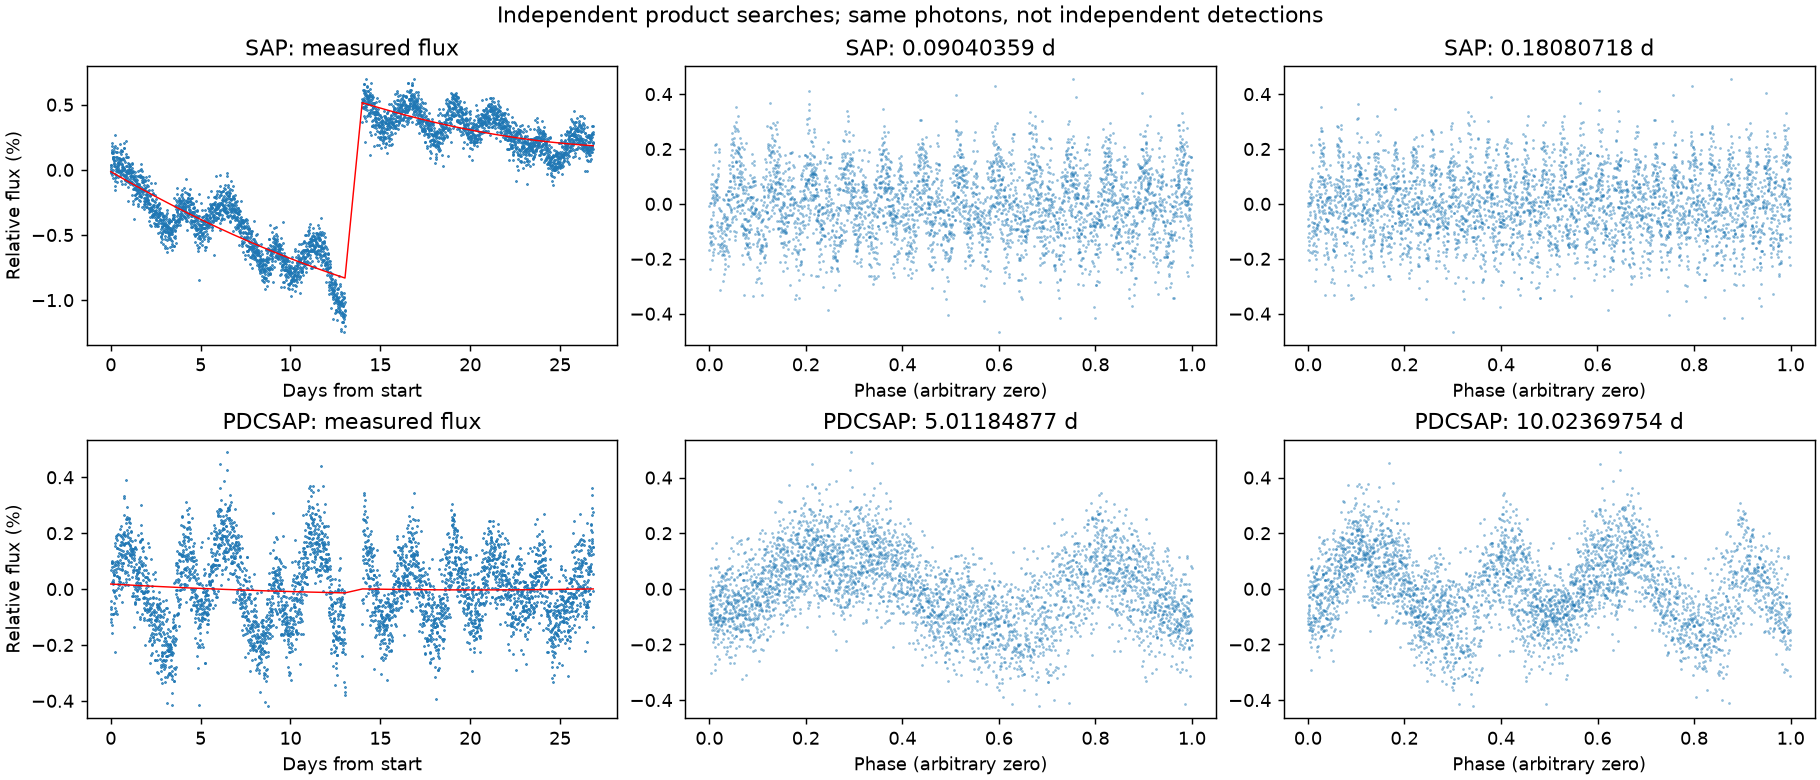 Independent product searches; same photons, not independent detections
SAP: measured flux
SAP: 0.09040359 d
SAP: 0.18080718 d
Relative flux (%)
0.5
0.0
−0.5
−1.0
0 5 10 15 20 25
Days from start
0.4
0.2
0.0
−0.2
−0.4
0.0 0.2 0.4 0.6 0.8 1.0
Phase (arbitrary zero)
0.4
0.2
0.0
−0.2
−0.4
0.0 0.2 0.4 0.6 0.8 1.0
Phase (arbitrary zero)
PDCSAP: measured flux
PDCSAP: 5.01184877 d
PDCSAP: 10.02369754 d
Relative flux (%)
0.4
0.2
0.0
−0.2
−0.4
0 5 10 15 20 25
Days from start
0.4
0.2
0.0
−0.2
−0.4
0.0 0.2 0.4 0.6 0.8 1.0
Phase (arbitrary zero)
0.4
0.2
0.0
−0.2
−0.4
0.0 0.2 0.4 0.6 0.8 1.0
Phase (arbitrary zero)